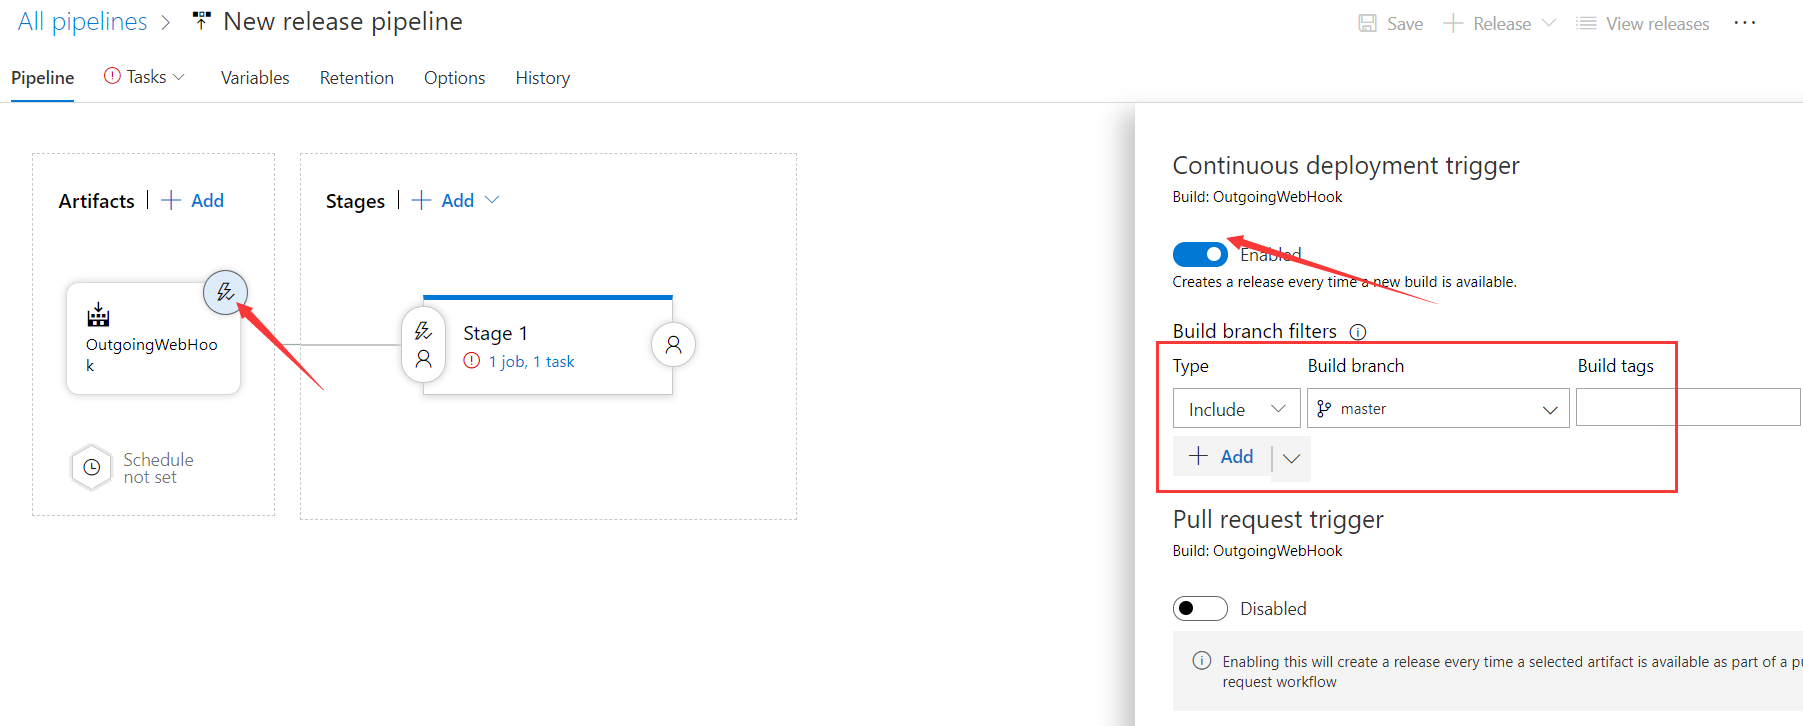 All pipelines > New release pipeline
Save Release View releases ...
Pipeline Tasks Variables Retention Options History
Artifacts | + Add
Stages | + Add
OutgoingWebHoo
k
Stage 1
1 job, 1 task
Schedule
not set
Continuous deployment trigger
Build: OutgoingWebHook
Enabled
Creates a release every time a new build is available.
Build branch filters
Type Build branch Build tags
Include master
+ Add
Pull request trigger
Build: OutgoingWebHook
Disabled
Enabling this will create a release every time a selected artifact is available as part of a pu
request workflow